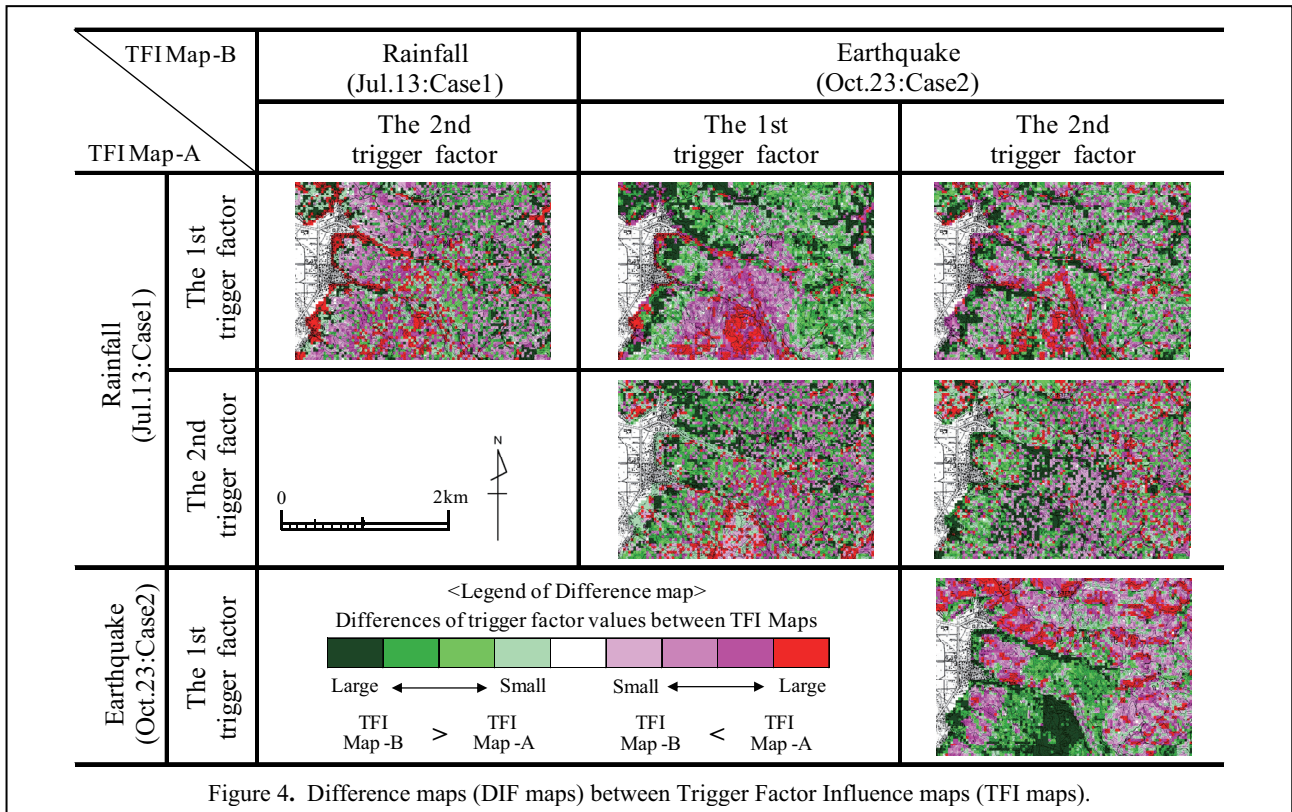 TFI Map-B
TFI Map-A
Rainfall
(Jul.13:Case1)
Earthquake
(Oct.23:Case2)
The 2nd
trigger factor
The 1st
trigger factor
The 2nd
trigger factor
Rainfall
(Jul.13:Case1)
The 1st
trigger factor
The 2nd
trigger factor
0
2km
N
Earthquake
(Oct.23:Case2)
The 1st
trigger factor
<Legend of Difference map>
Differences of trigger factor values between TFI Maps
Large Small Small Large
TFI Map-B > TFI Map-A
TFI Map-B < TFI Map-A
Figure 4. Difference maps (DIF maps) between Trigger Factor Influence maps (TFI maps).